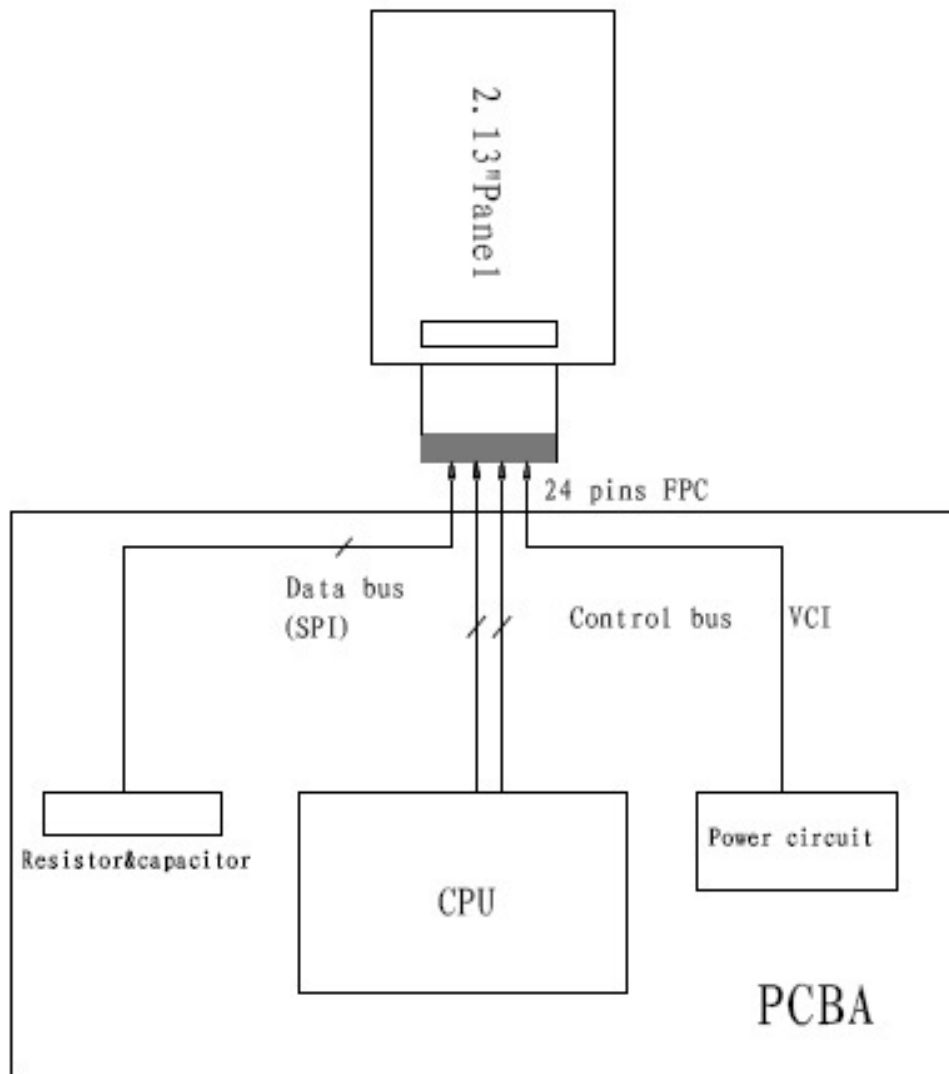 2.13"Panel
24 pins FPC
Data bus
(SPI)
Control bus
VCI
Resistor&capacitor
CPU
Power circuit
PCBA